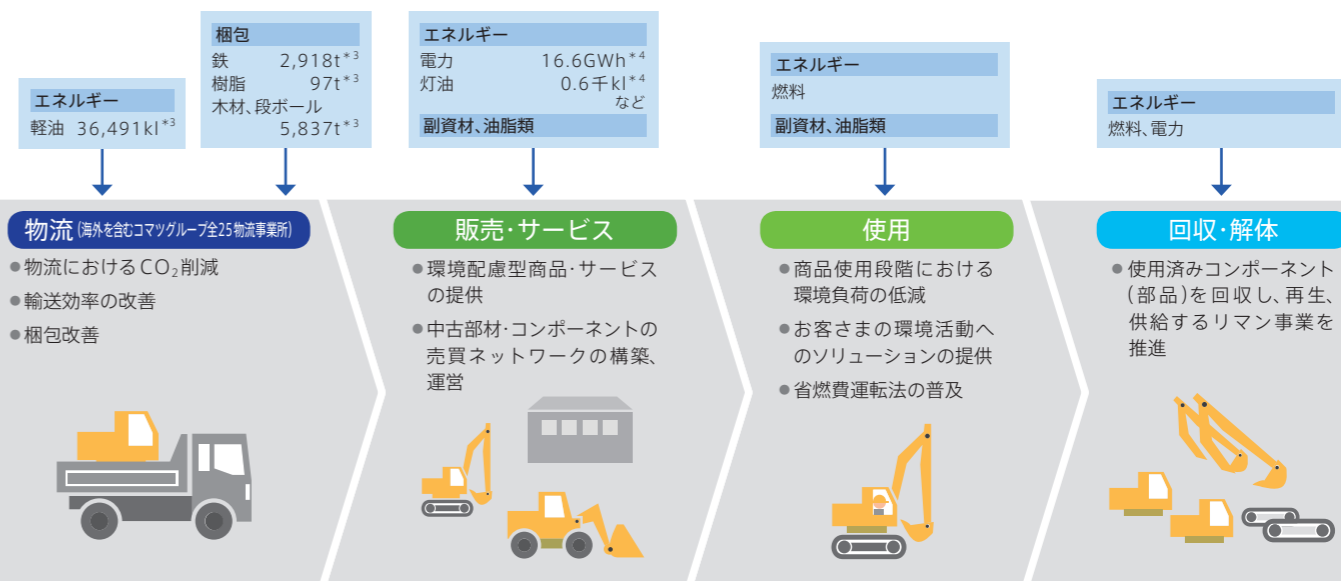 エネルギー
軽油 36,491kl*3
梱包
鉄 2,918t*3
樹脂 97t*3
木材、段ボール
5,837t*3
エネルギー
電力 16.6GWh*4
灯油 0.6千kl*4
など
副資材、油脂類
エネルギー
燃料
副資材、油脂類
エネルギー
燃料、電力
物流(海外を含むコマツグループ全25物流事業所)
●物流におけるCO₂削減
●輸送効率の改善
●梱包改善
販売・サービス
●環境配慮型商品・サービス
の提供
●中古部材・コンポーネントの
売買ネットワークの構築、
運営
使用
●商品使用段階における
環境負荷の低減
●お客さまの環境活動へ
のソリューションの提供
●省燃費運転法の普及
回収・解体
●使用済みコンポーネント
(部品)を回収し、再生、
供給するリマン事業を
推進